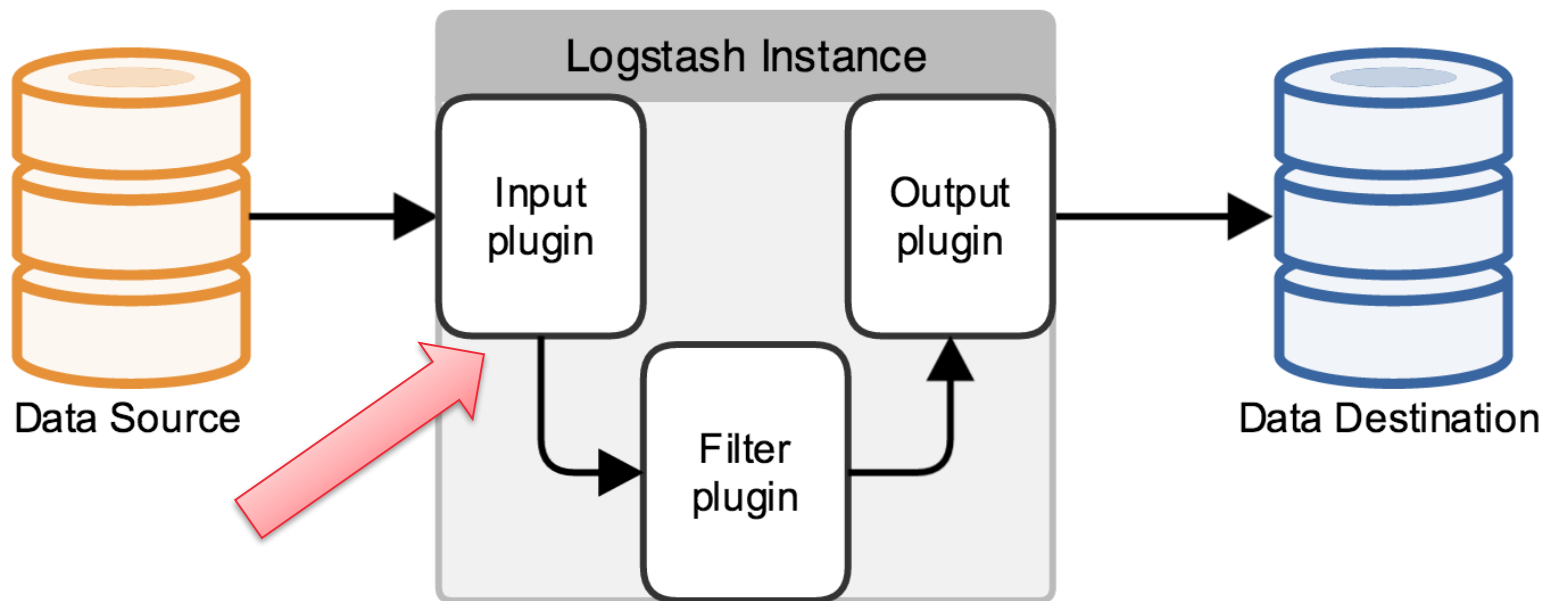 Logstash Instance
Input
plugin
Output
plugin
Data Source
Data Destination
Filter
plugin